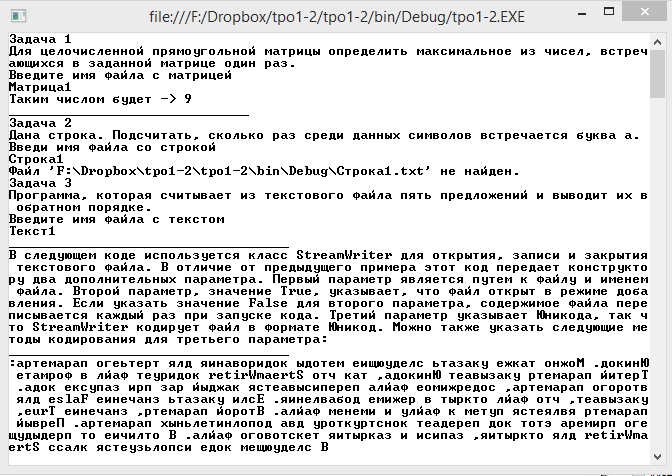 file:///F:/Dropbox/tpo1-2/tpo1-2/bin/Debug/tpo1-2.EXE
Задача 1
Для целочисленной прямоугольной матрицы определить максимальное из чисел, встреч
ающихся в заданной матрице один раз.
Введите имя файла с матрицей
Матрица1
Таким числом будет -> 9
______________________________
Задача 2
Дана строка. Подсчитать, сколько раз среди данных символов встречается буква а.
Введи имя файла со строкой
Строка1
Файл 'F:\Dropbox\tpo1-2\tpo1-2\bin\Debug\Строка1.txt' не найден.
Задача 3
Программа, которая считывает из текстового файла пять предложений и выводит их в
 обратном порядке.
Введите имя файла с текстом
Текст1
___________________________________
В следующем коде используется класс StreamWriter для открытия, записи и закрытия
 текстового файла. В отличие от предыдущего примера этот код передает конструкто
ру два дополнительных параметра. Первый параметр является путем к файлу и именем
 файла. Второй параметр, значение True, указывает, что файл открыт в режиме доба
вления. Если указать значение False для второго параметра, содержимое файла пере
писывается каждый раз при запуске кода. Третий параметр указывает Юникода, так ч
то StreamWriter кодирует файл в формате Юникод. Можно также указать следующие ме
тоды кодирования для третьего параметра:
___________________________________
:артемарап огеьтерт ялд яинаворидок ыдотем еищюуделс ьтазаку ежкат онжоМ .докинЮ
 етамроф в лйаф теуридок retirWmaertS отч кат ,адокинЮ теавызаку ртемарап йитерТ
 .адок ексупаз ирп зар йыджак ястеавысипереп алйаф еомижредос ,артемарап огоротв
 ялд eslaF еинечанз ьтазаку илсЕ .яинелвабод емижер в тыркто лйаф отч ,теавызаку
 ,eurT еинечанз ,ртемарап йоротВ .алйаф менеми и улйаф к метуп ястеялвя ртемарап
 йывреП .артемарап хыньлетинлопод авд уроткуртснок теадереп док тотэ аремирп оге
щудыдерп то еичилто В .алйаф оговотскет яитырказ и исипаз ,яитыркто ялд retirWma
ertS ссалк ястеузьлопси едок мещюуделс В